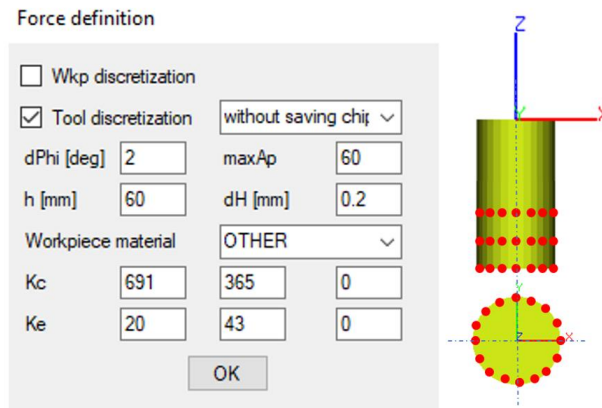 Force definition
Wkp discretization
Tool discretization without saving chip
dPhi [deg] 2 maxAp 60
h [mm] 60 dH [mm] 0.2
Workpiece material OTHER
Kc 691 365 0
Ke 20 43 0
OK
Z
Y X
Y
Z X